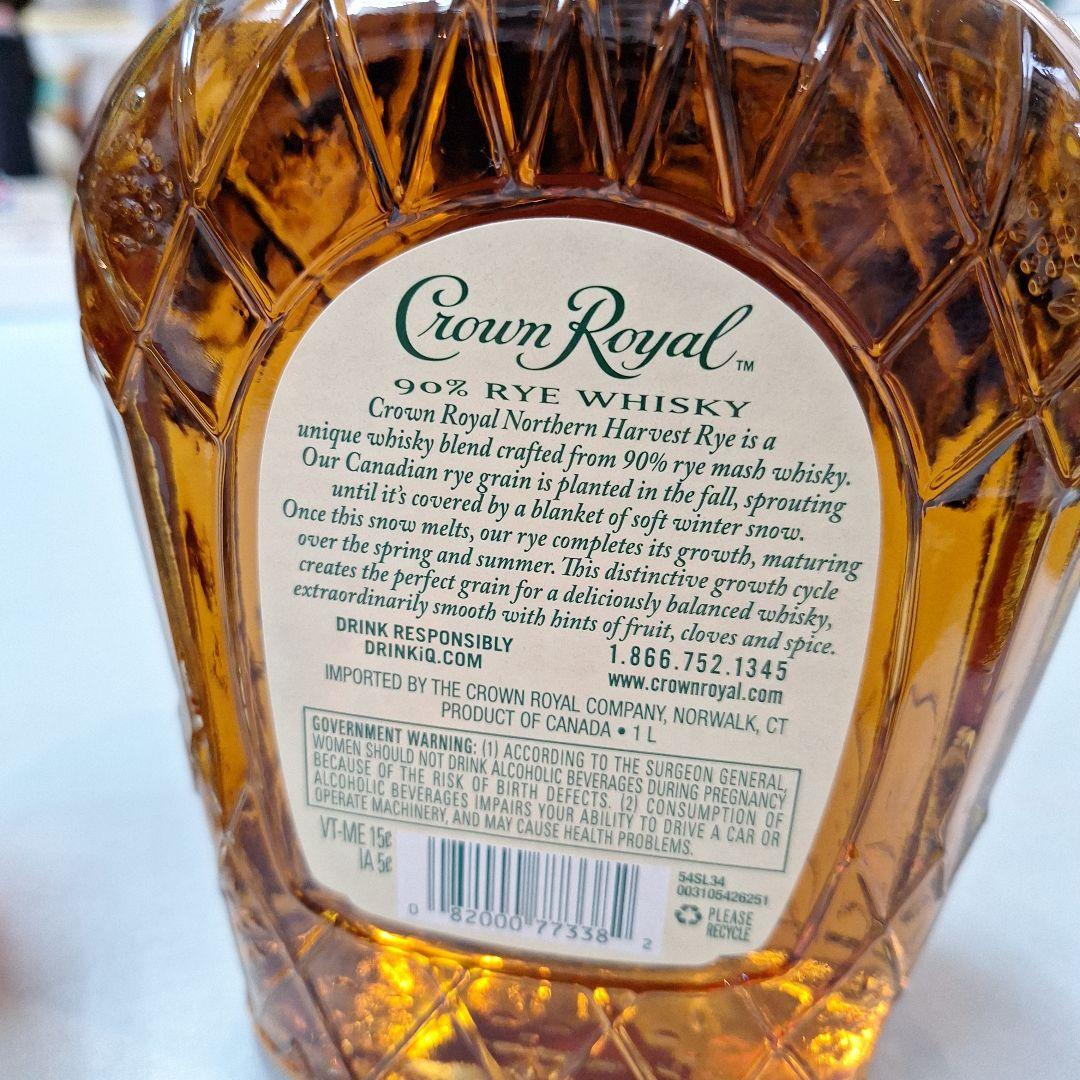 Crown Royal™
90% RYE WHISKY
Crown Royal Northern Harvest Rye is a
unique whisky blend crafted from 90% rye mash whisky.
Our Canadian rye grain is planted in the fall, sprouting
until it's covered by a blanket of soft winter snow.
Once this snow melts, our rye completes its growth, maturing
over the spring and summer. This distinctive growth cycle
creates the perfect grain for a deliciously balanced whisky,
extraordinarily smooth with hints of fruit, cloves and spice.
DRINK RESPONSIBLY
DRINKiQ.COM
1.866.752.1345
www.crownroyal.com
IMPORTED BY THE CROWN ROYAL COMPANY, NORWALK, CT
PRODUCT OF CANADA • 1 L
GOVERNMENT WARNING: (1) ACCORDING TO THE SURGEON GENERAL,
WOMEN SHOULD NOT DRINK ALCOHOLIC BEVERAGES DURING PREGNANCY
BECAUSE OF THE RISK OF BIRTH DEFECTS. (2) CONSUMPTION OF
ALCOHOLIC BEVERAGES IMPAIRS YOUR ABILITY TO DRIVE A CAR OR
OPERATE MACHINERY, AND MAY CAUSE HEALTH PROBLEMS.
VT-ME 15¢
IA 5¢
0 82000 77338 2
54SL34
003105426251
PLEASE
RECYCLE